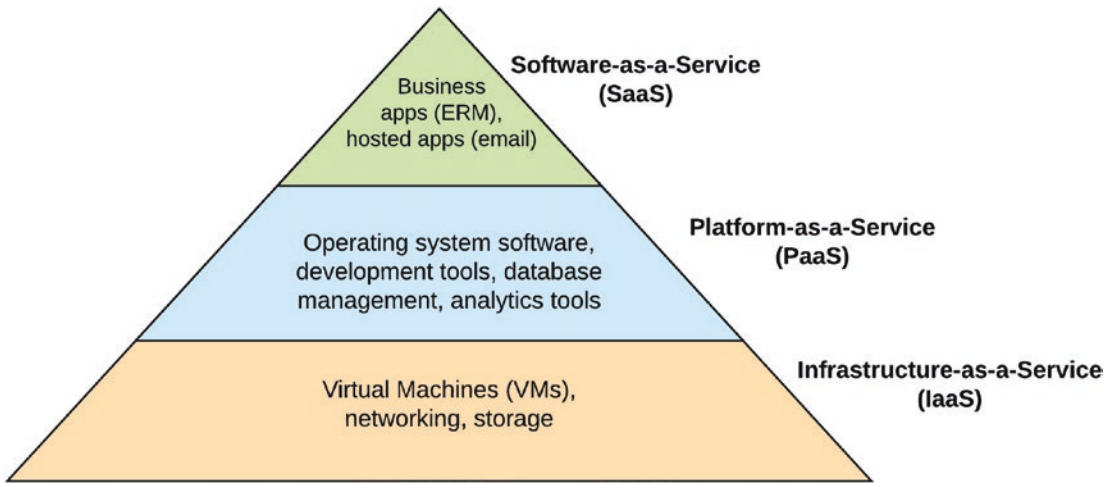 Business
apps (ERM),
hosted apps (email)
Software-as-a-Service
(SaaS)
Operating system software,
development tools, database
management, analytics tools
Platform-as-a-Service
(PaaS)
Virtual Machines (VMs),
networking, storage
Infrastructure-as-a-Service
(IaaS)